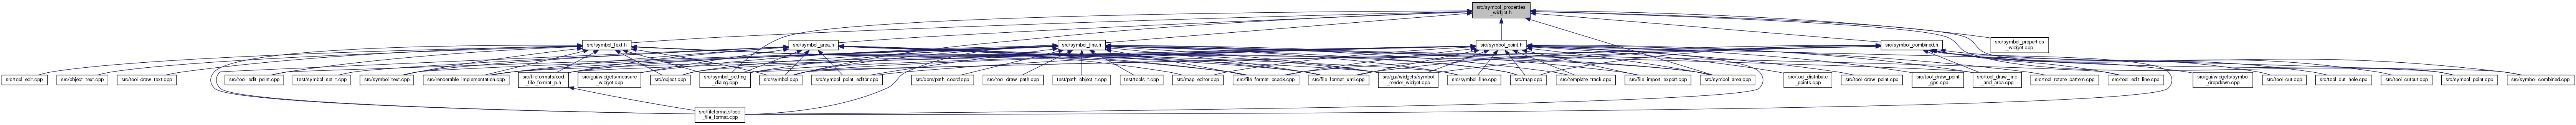 src/symbol_properties
_widget.h
src/symbol_text.h
src/symbol_area.h
src/symbol_line.h
src/symbol_point.h
src/symbol_combined.h
src/symbol_properties
_widget.cpp
src/tool_edit.cpp
src/object_text.cpp
src/tool_draw_text.cpp
src/tool_edit_point.cpp
test/symbol_set_t.cpp
src/symbol_text.cpp
src/renderable_implementation.cpp
src/fileformats/ocd
_file_format_p.h
src/gui/widgets/measure
_widget.cpp
src/object.cpp
src/symbol_setting
_dialog.cpp
src/symbol.cpp
src/symbol_point_editor.cpp
src/core/path_coord.cpp
src/tool_draw_path.cpp
test/path_object_t.cpp
test/tools_t.cpp
src/map_editor.cpp
src/file_format_ocad8.cpp
src/file_format_xml.cpp
src/gui/widgets/symbol
_render_widget.cpp
src/symbol_line.cpp
src/map.cpp
src/template_track.cpp
src/file_import_export.cpp
src/symbol_area.cpp
src/tool_distribute
_points.cpp
src/tool_draw_point.cpp
src/tool_draw_point
_gps.cpp
src/tool_draw_line
_and_area.cpp
src/tool_rotate_pattern.cpp
src/tool_edit_line.cpp
src/gui/widgets/symbol
_dropdown.cpp
src/tool_cut.cpp
src/tool_cut_hole.cpp
src/tool_cutout.cpp
src/symbol_point.cpp
src/symbol_combined.cpp
src/fileformats/ocd
_file_format.cpp